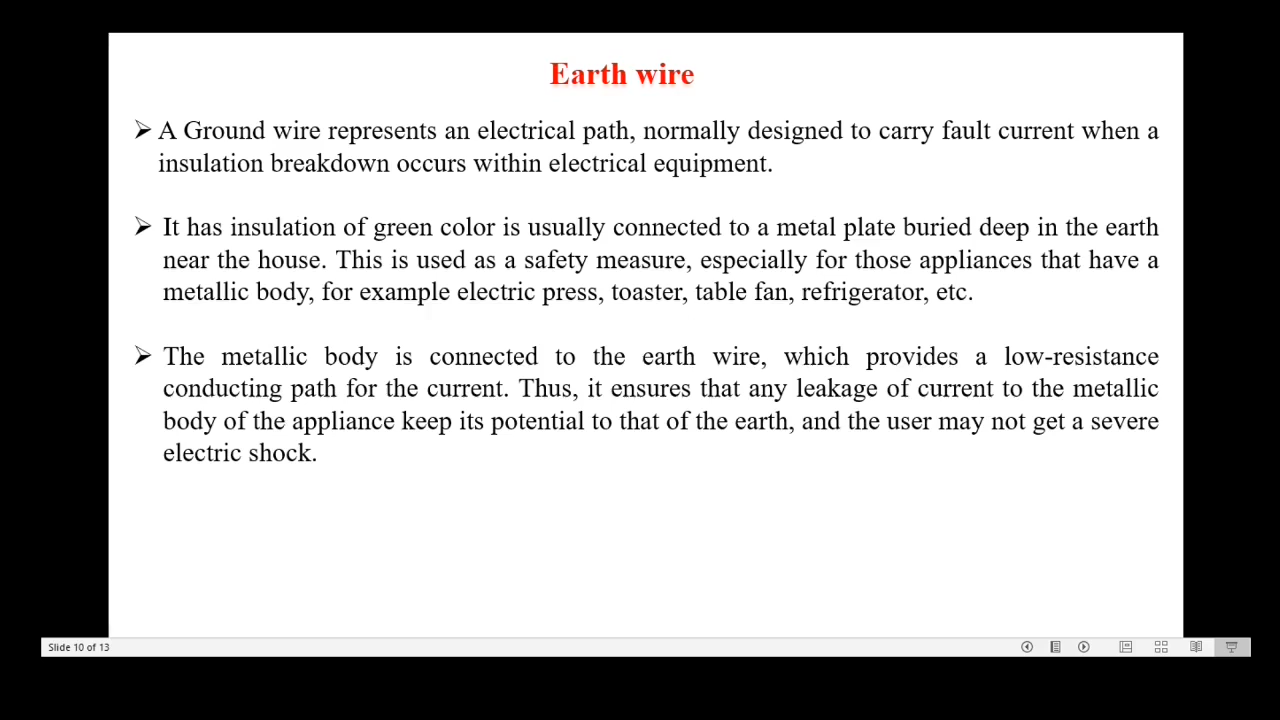 Earth wire
➢ A Ground wire represents an electrical path, normally designed to carry fault current when a
insulation breakdown occurs within electrical equipment.
➢ It has insulation of green color is usually connected to a metal plate buried deep in the earth
near the house. This is used as a safety measure, especially for those appliances that have a
metallic body, for example electric press, toaster, table fan, refrigerator, etc.
➢ The metallic body is connected to the earth wire, which provides a low-resistance
conducting path for the current. Thus, it ensures that any leakage of current to the metallic
body of the appliance keep its potential to that of the earth, and the user may not get a severe
electric shock.
Slide 10 of 13